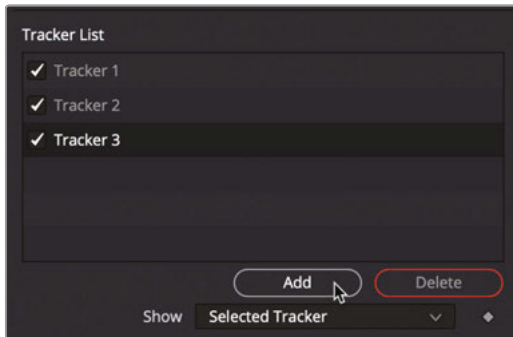 Tracker List
Tracker 1
Tracker 2
Tracker 3
Add Delete
Show Selected Tracker